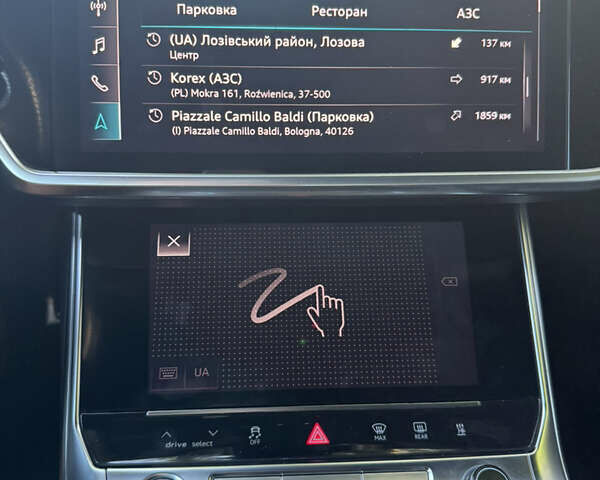 Парковка Ресторан АЗС
(UA) Лозівський район, Лозова 137 км
Центр
Korex (АЗС) 917 км
(PL) Mokra 161, Roźwienica, 37-500
Piazzale Camillo Baldi (Парковка) 1859 км
(I) Piazzale Camillo Baldi, Bologna, 40126
UA
drive select OFF MAX REAR